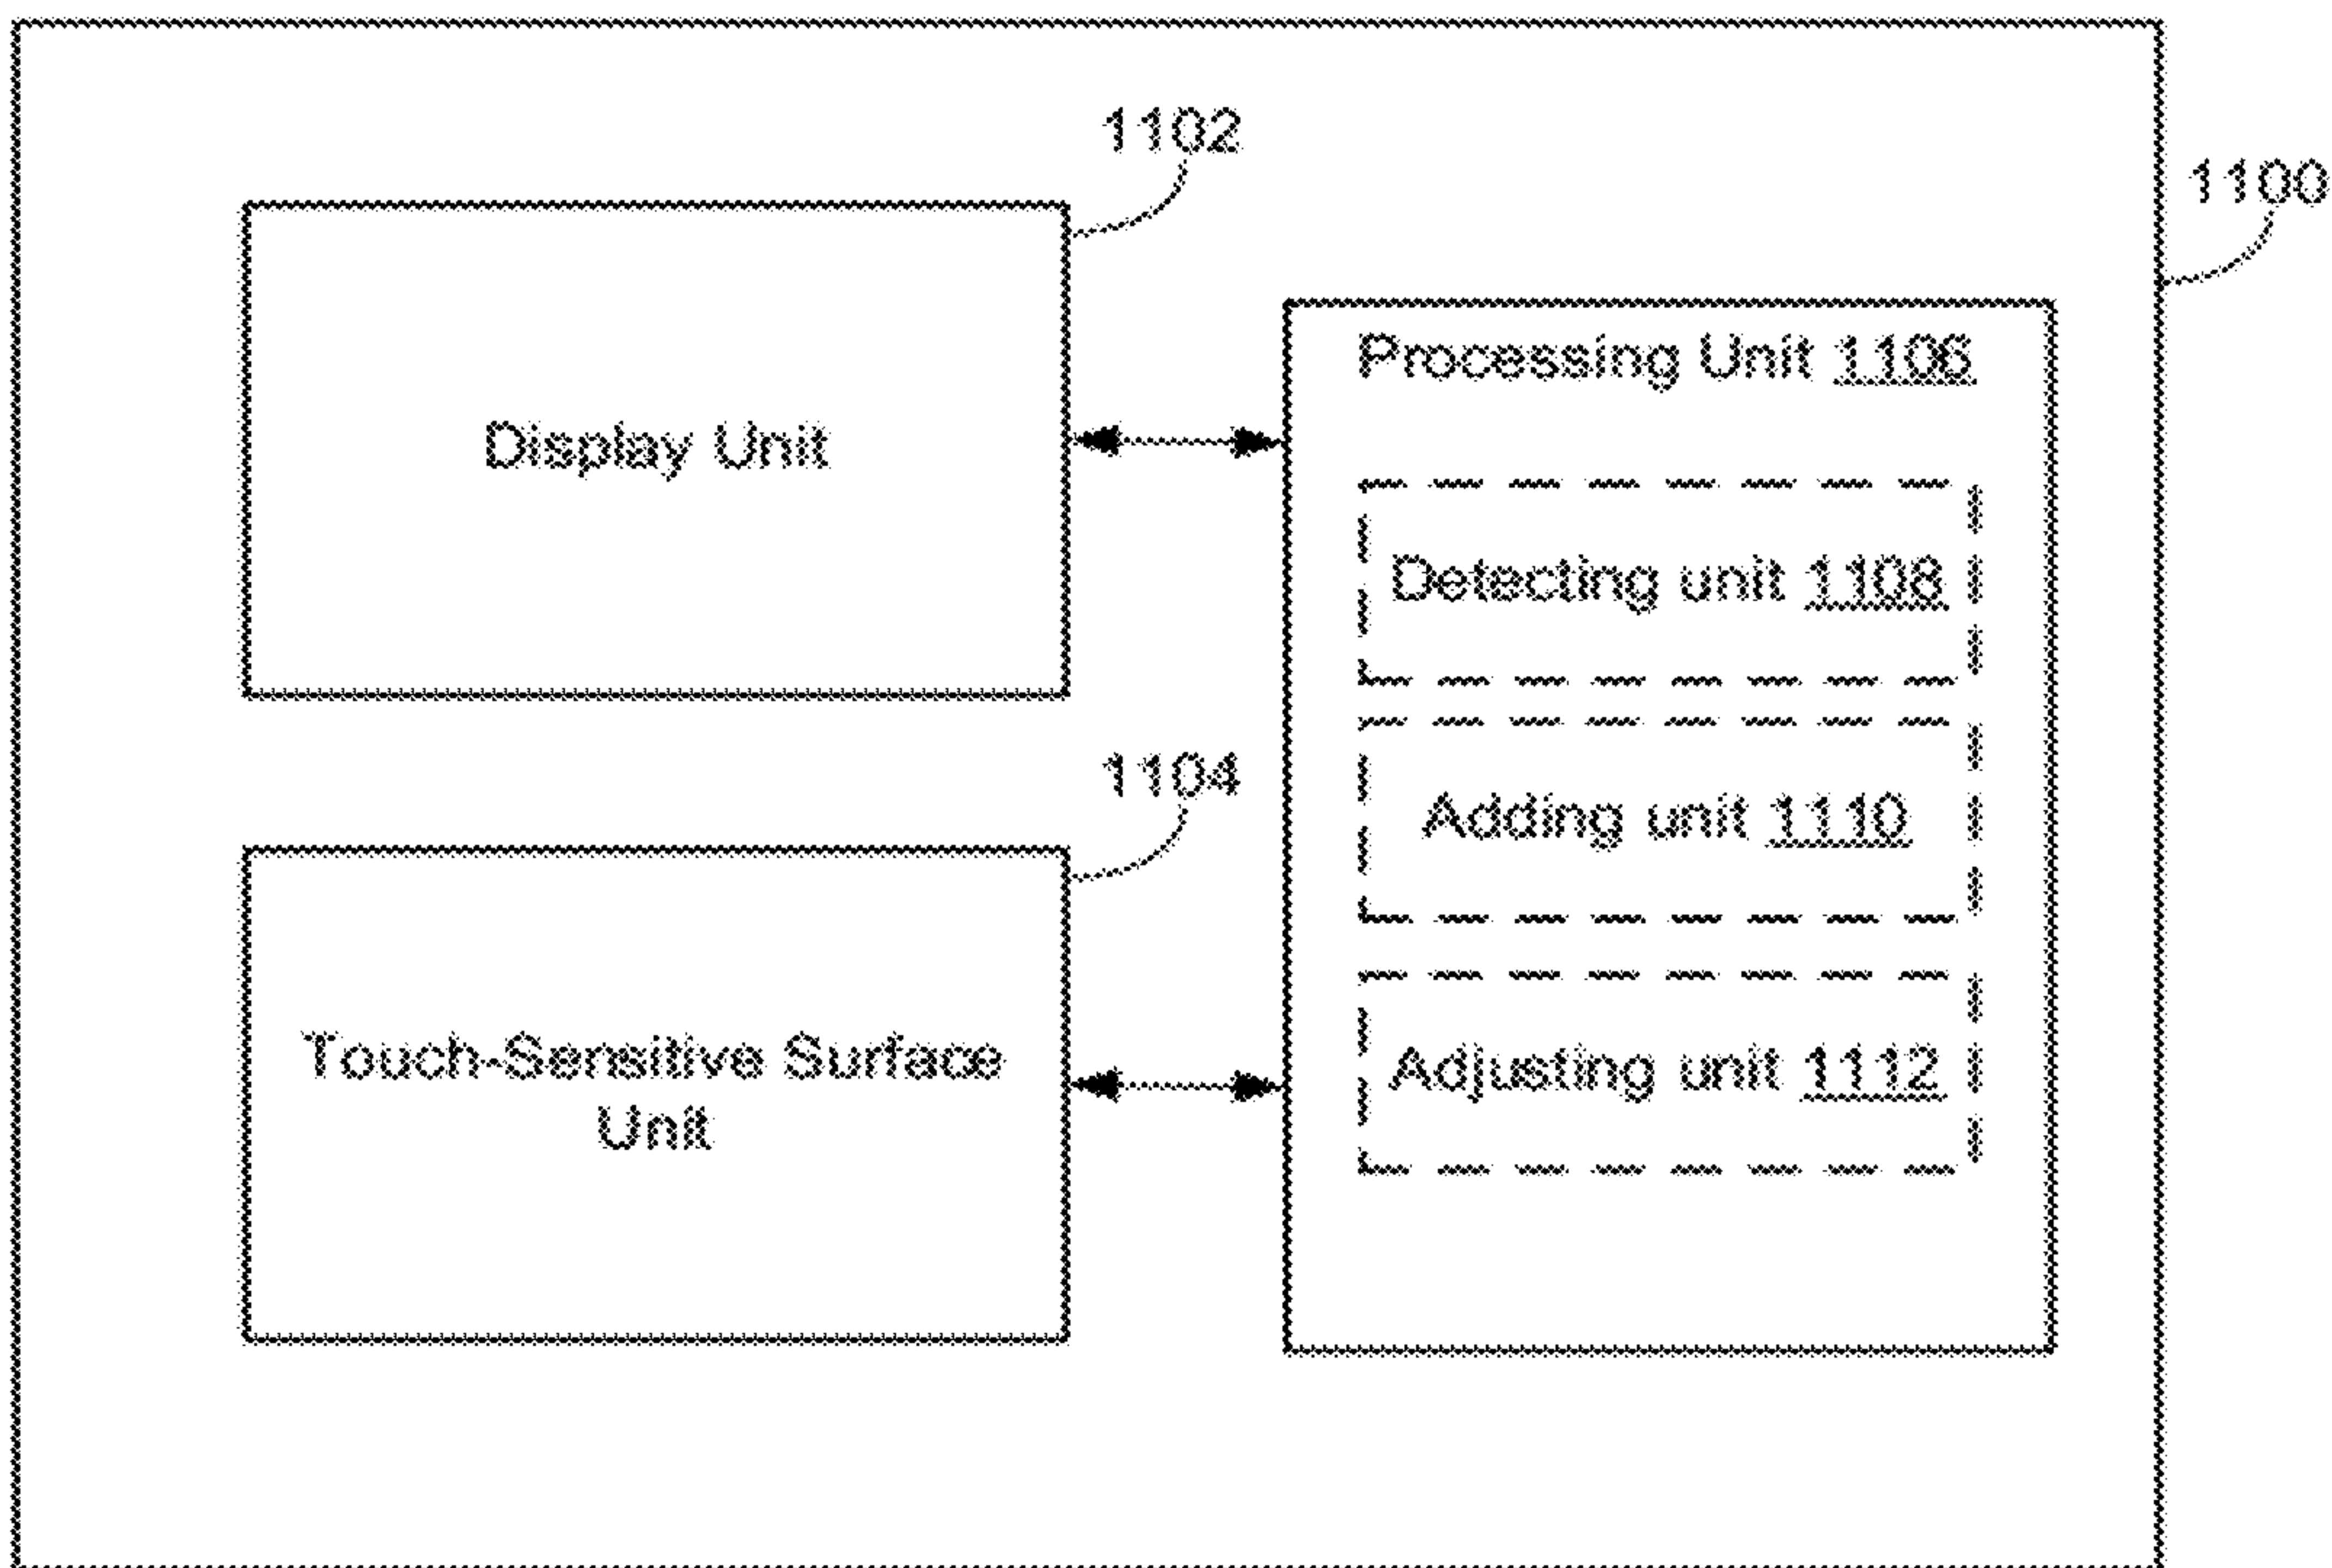 1102
1100
Display Unit
Processing Unit 1106
Detecting unit 1108
Adding unit 1110
1104
Touch-Sensitive Surface
Unit
Adjusting unit 1112